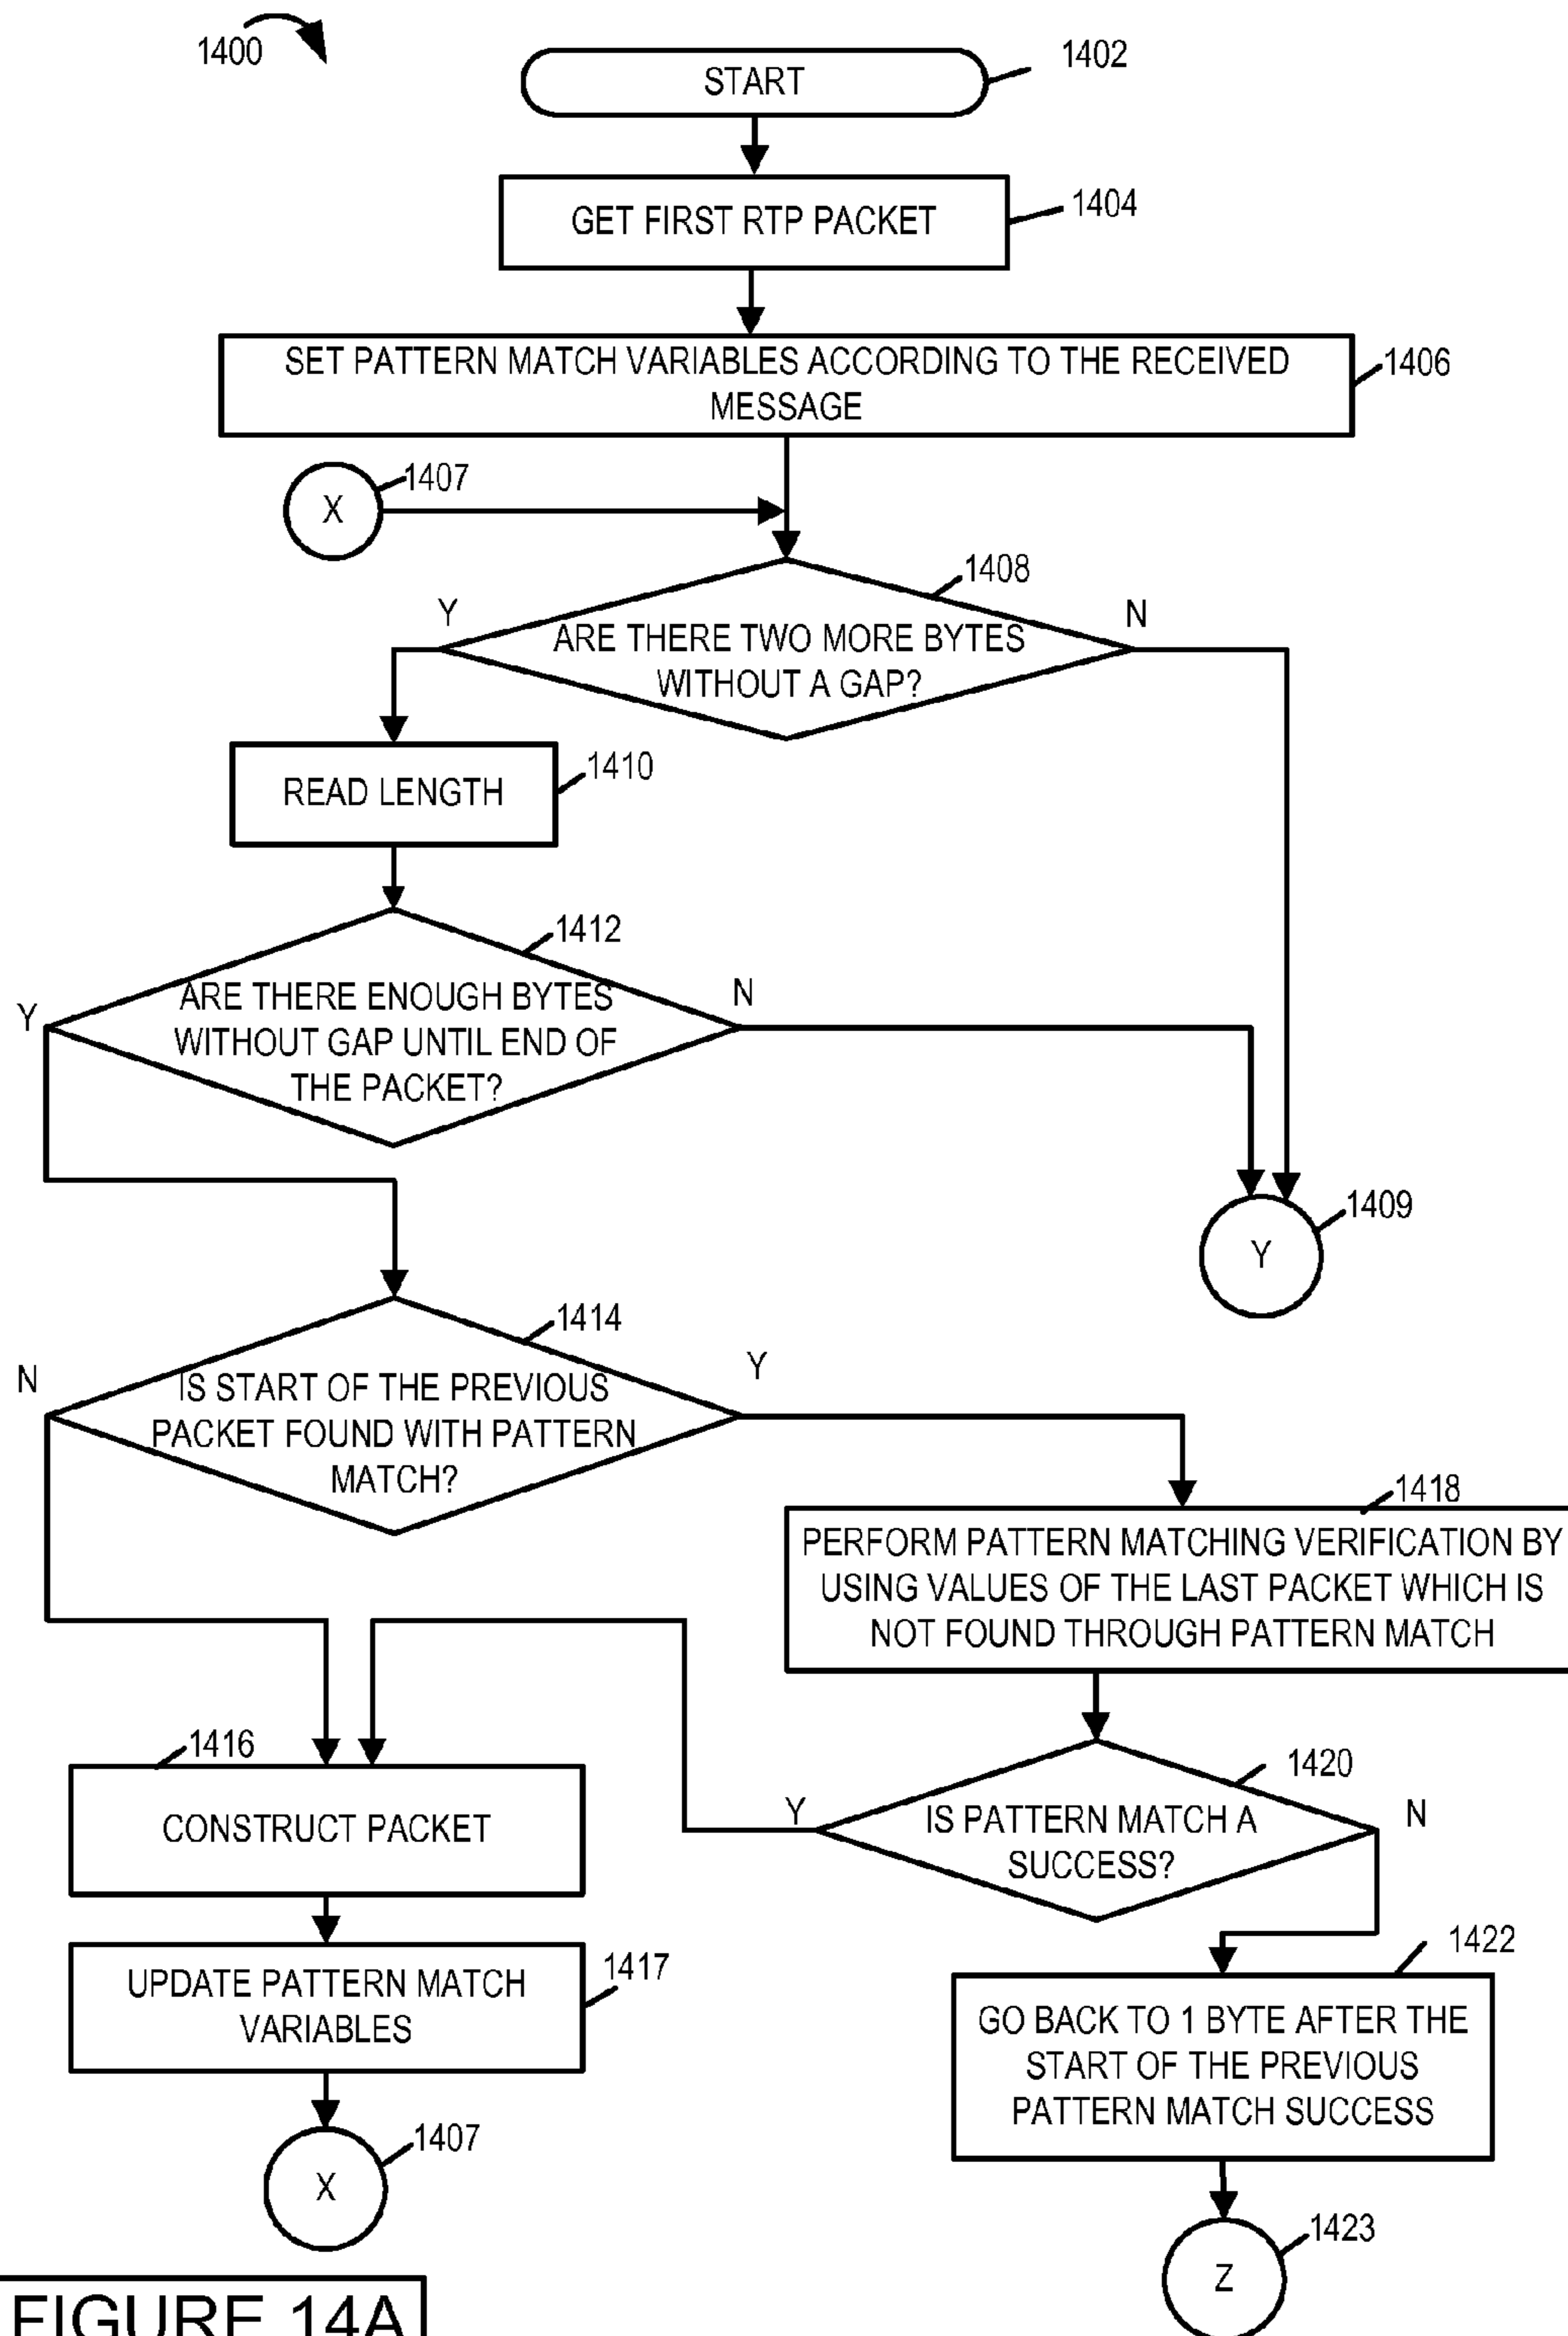 1400
START
1402
GET FIRST RTP PACKET
1404
SET PATTERN MATCH VARIABLES ACCORDING TO THE RECEIVED
MESSAGE
1406
X
1407
1408
Y
N
ARE THERE TWO MORE BYTES
WITHOUT A GAP?
READ LENGTH
1410
1412
Y
N
ARE THERE ENOUGH BYTES
WITHOUT GAP UNTIL END OF
THE PACKET?
Y
1409
1414
N
Y
IS START OF THE PREVIOUS
PACKET FOUND WITH PATTERN
MATCH?
1418
PERFORM PATTERN MATCHING VERIFICATION BY
USING VALUES OF THE LAST PACKET WHICH IS
NOT FOUND THROUGH PATTERN MATCH
1416
CONSTRUCT PACKET
1420
Y
N
IS PATTERN MATCH A
SUCCESS?
UPDATE PATTERN MATCH
VARIABLES
1417
1422
GO BACK TO 1 BYTE AFTER THE
START OF THE PREVIOUS
PATTERN MATCH SUCCESS
X
1407
Z
1423
FIGURE 14A